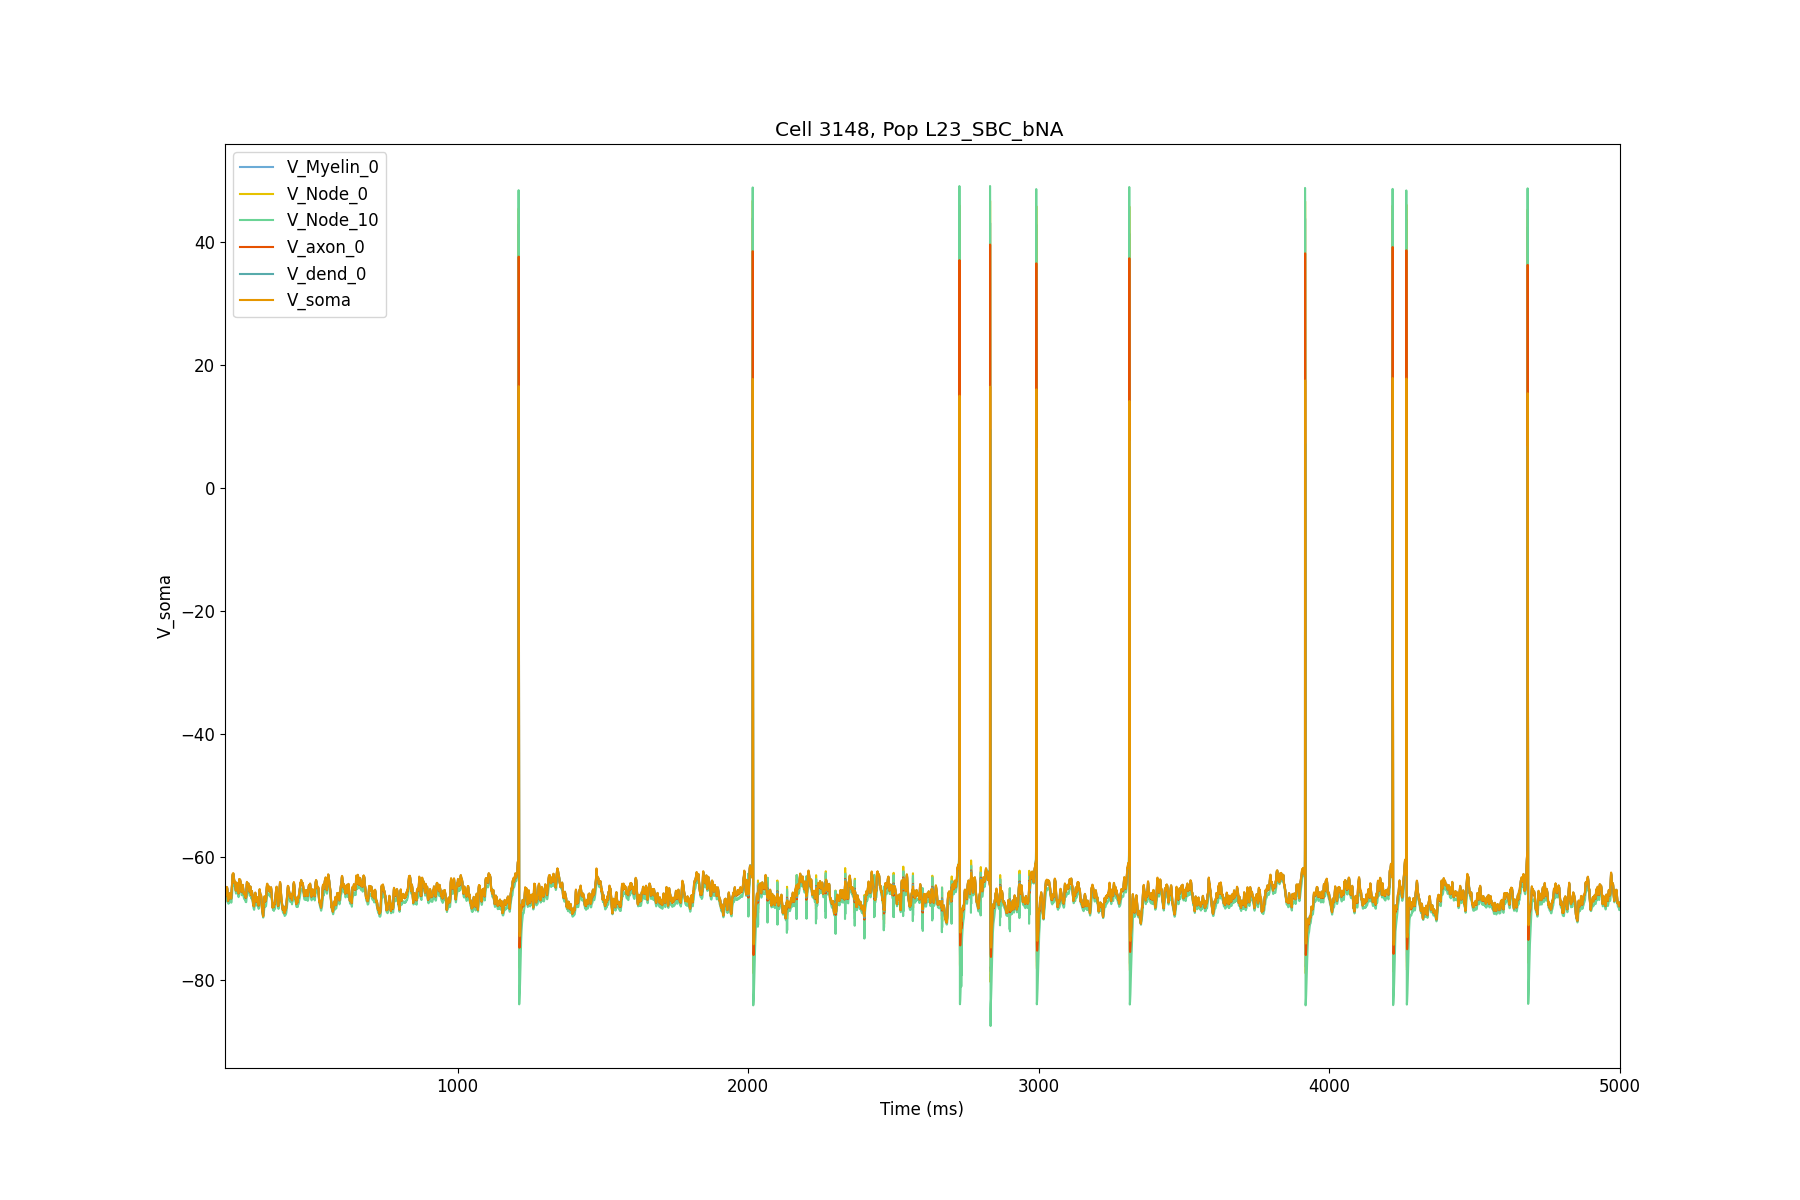 Cell 3148, Pop L23_SBC_bNA
V_Myelin_0
V_Node_0
V_Node_10
V_axon_0
V_dend_0
V_soma
40
20
0
−20
−40
−60
−80
V_soma
1000
2000
3000
4000
5000
Time (ms)